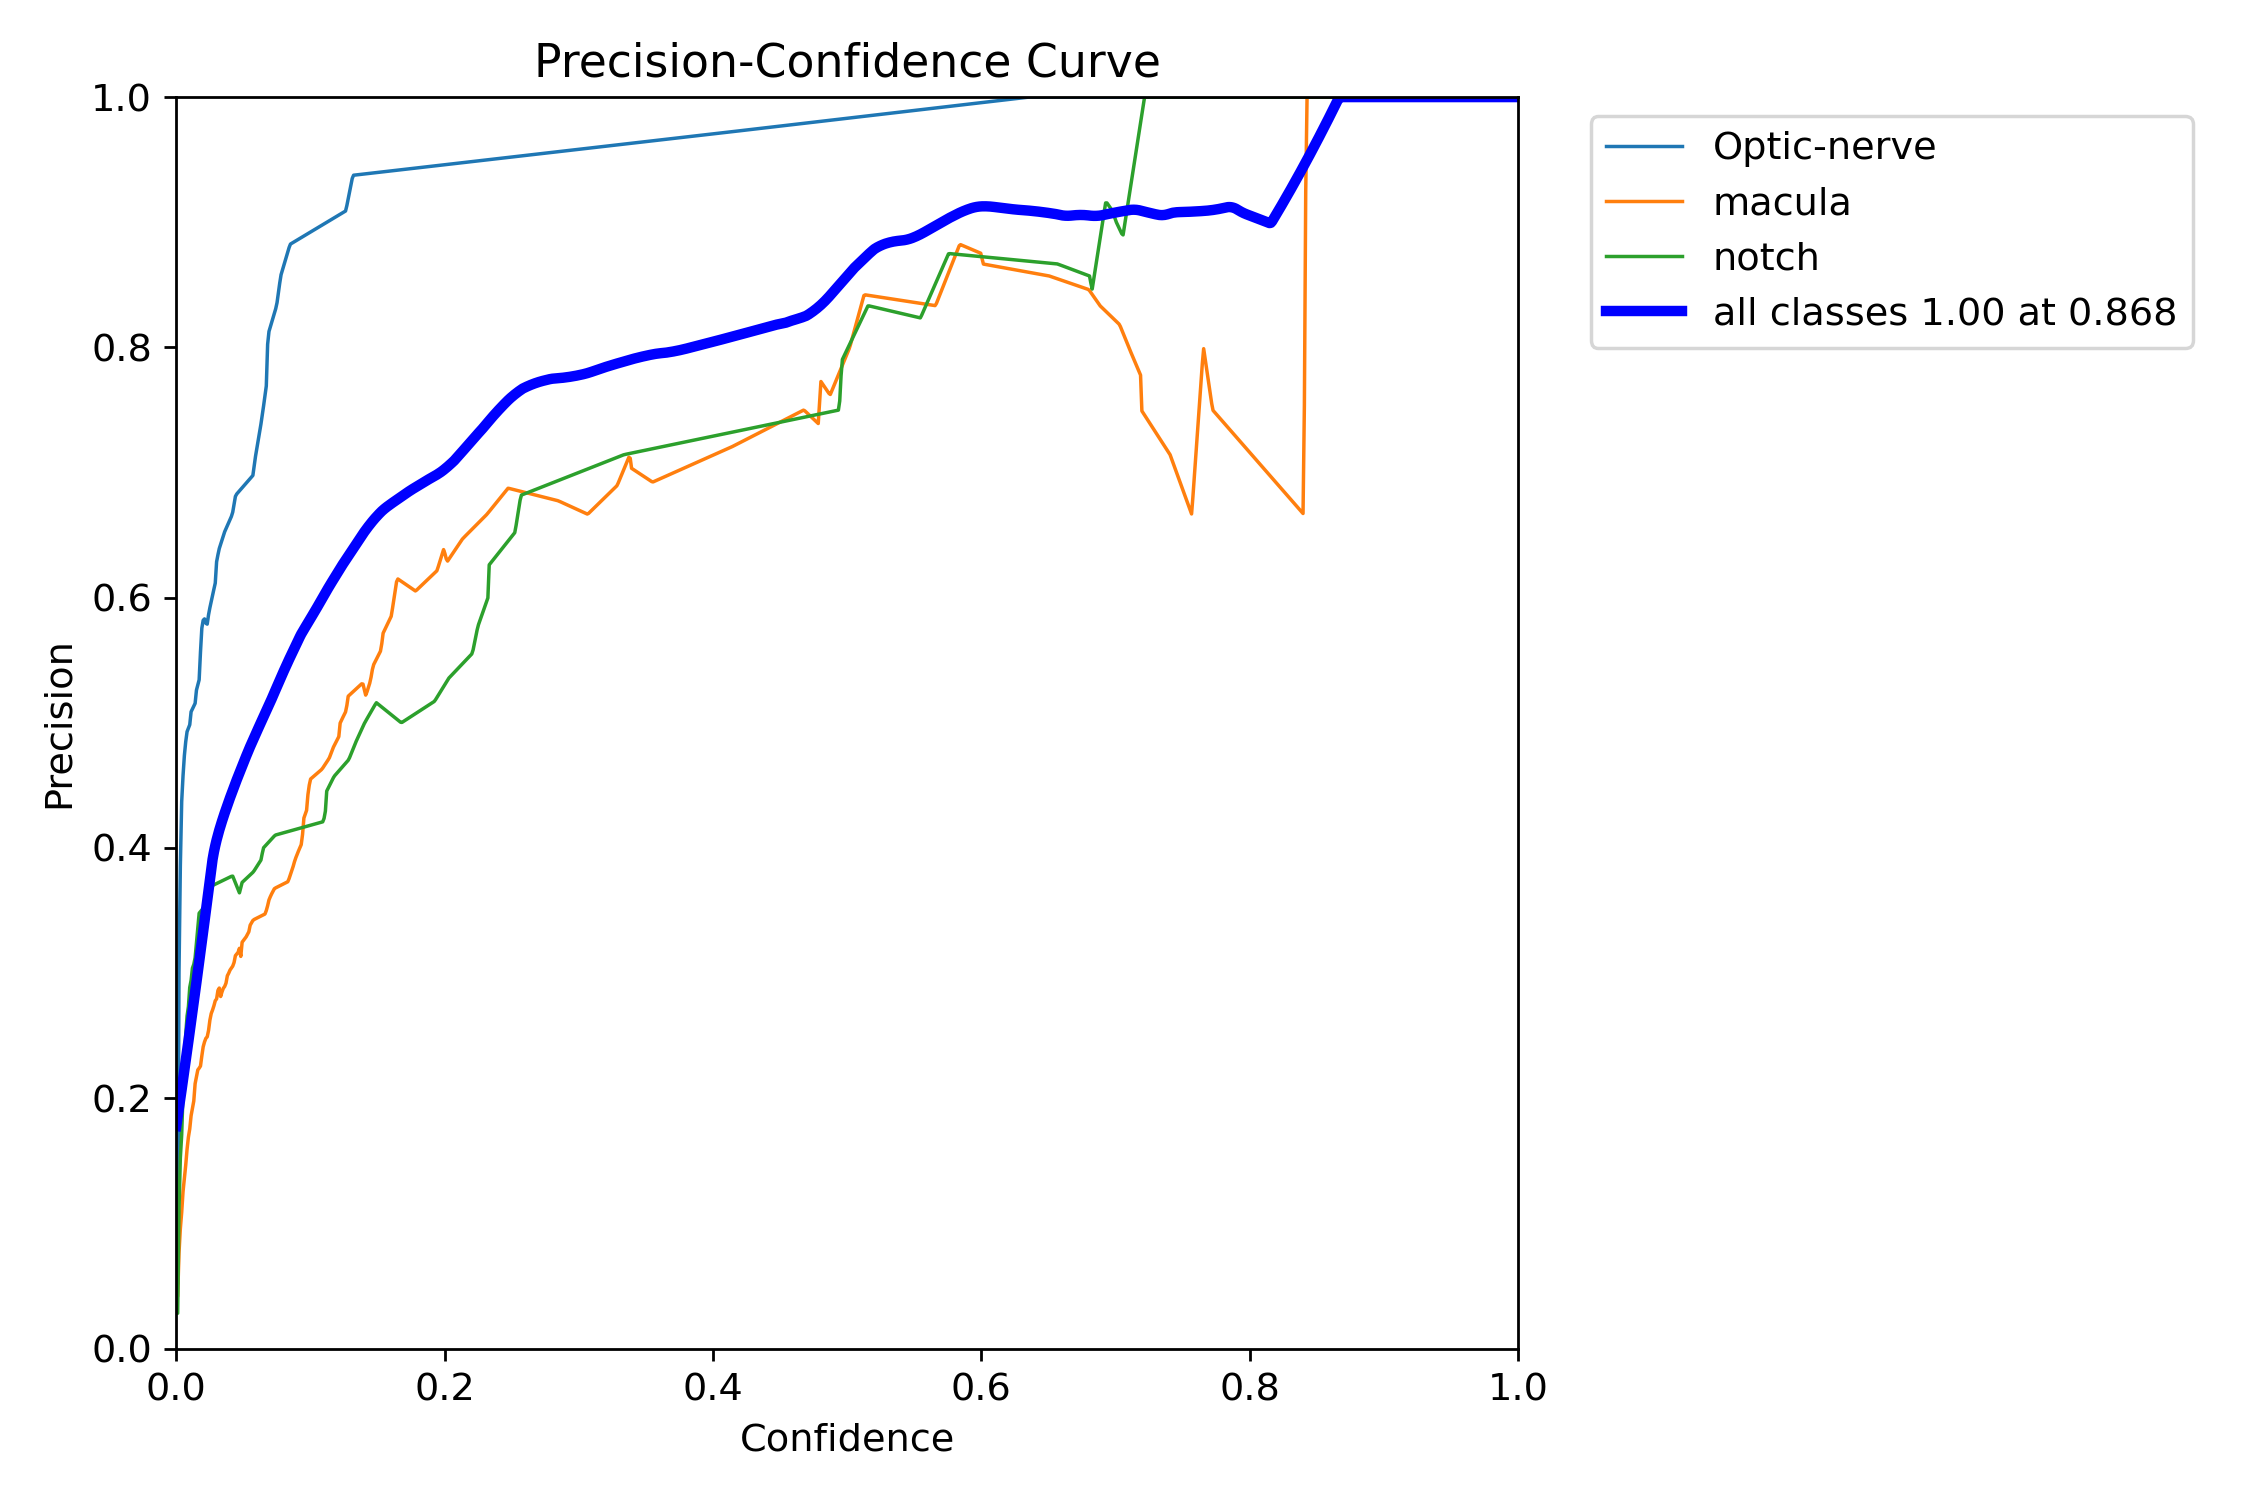 Precision-Confidence Curve
1.0
0.8
0.6
0.4
0.2
0.0
Precision
0.0 0.2 0.4 0.6 0.8 1.0
Confidence
Optic-nerve
macula
notch
all classes 1.00 at 0.868